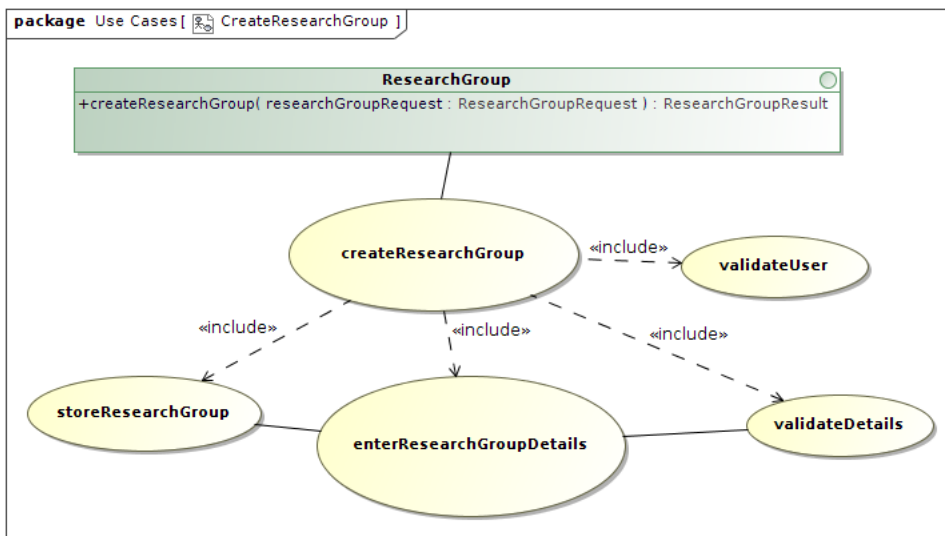 package Use Cases[ CreateResearchGroup ]
ResearchGroup
+createResearchGroup( researchGroupRequest : ResearchGroupRequest ) : ResearchGroupResult
createResearchGroup
«include»
validateUser
«include»
«include»
«include»
storeResearchGroup
enterResearchGroupDetails
validateDetails